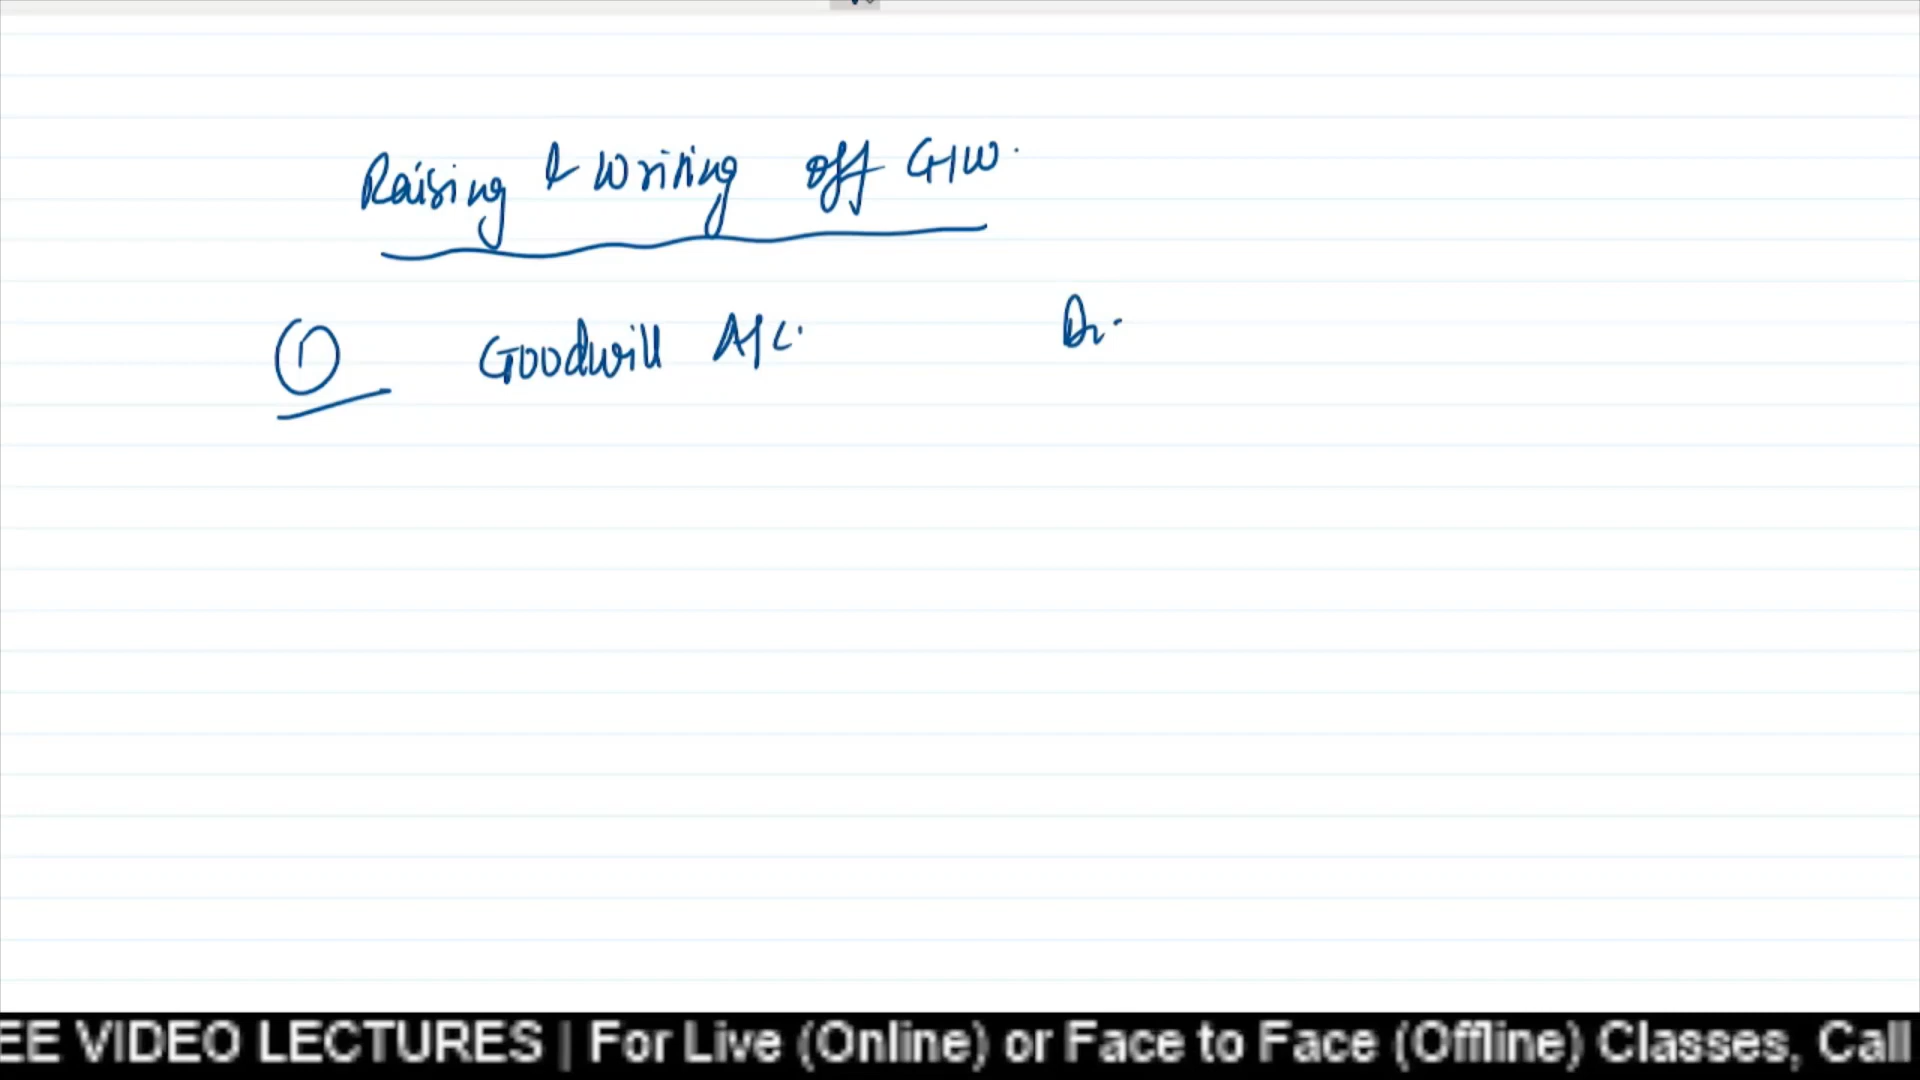 Raising & Writing off G/W.
① Goodwill A/c. Dr.
EE VIDEO LECTURES | For Live (Online) or Face to Face (Offline) Classes, Call